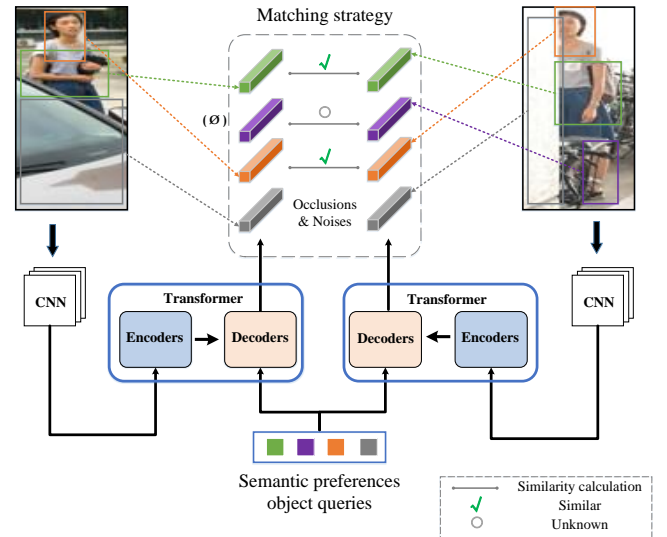 Matching strategy
(Ø)
Occlusions
& Noises
CNN
Transformer
Encoders
Decoders
Transformer
Decoders
Encoders
CNN
Semantic preferences
object queries
Similarity calculation
Similar
Unknown